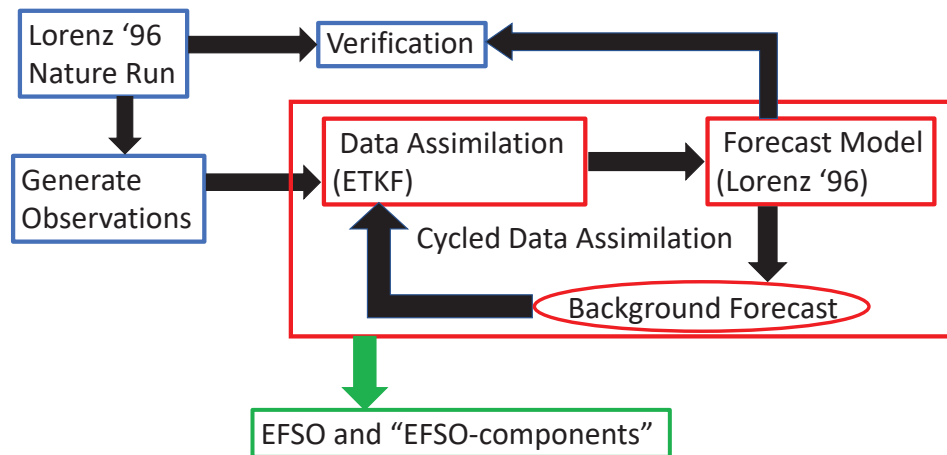 Lorenz ‘96
Nature Run
Verification
Generate
Observations
Data Assimilation
(ETKF)
Forecast Model
(Lorenz ‘96)
Cycled Data Assimilation
Background Forecast
EFSO and “EFSO-components”